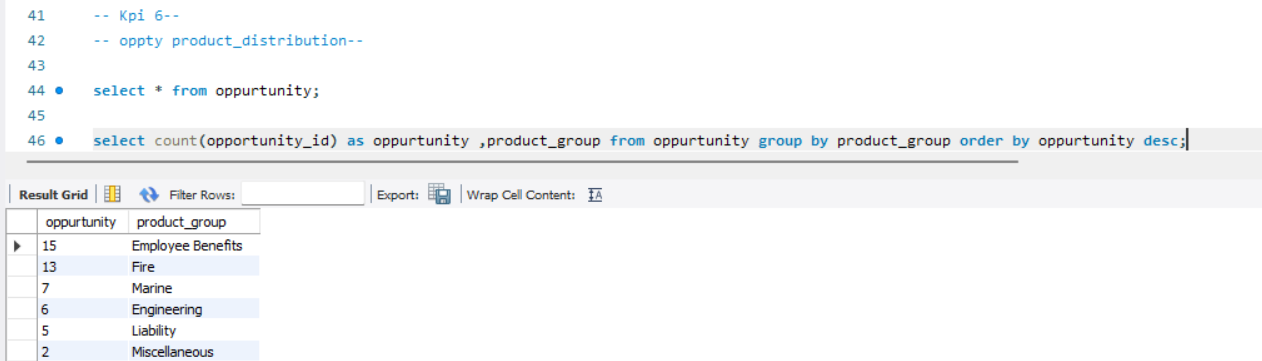 41 -- Kpi 6--
42 -- oppty product_distribution--
43
44 select * from oppurtunity;
45
46 select count(opportunity_id) as oppurtunity ,product_group from oppurtunity group by product_group order by oppurtunity desc;
Result Grid Filter Rows: Export: Wrap Cell Content: IA
oppurtunity product_group
15 Employee Benefits
13 Fire
7 Marine
6 Engineering
5 Liability
2 Miscellaneous